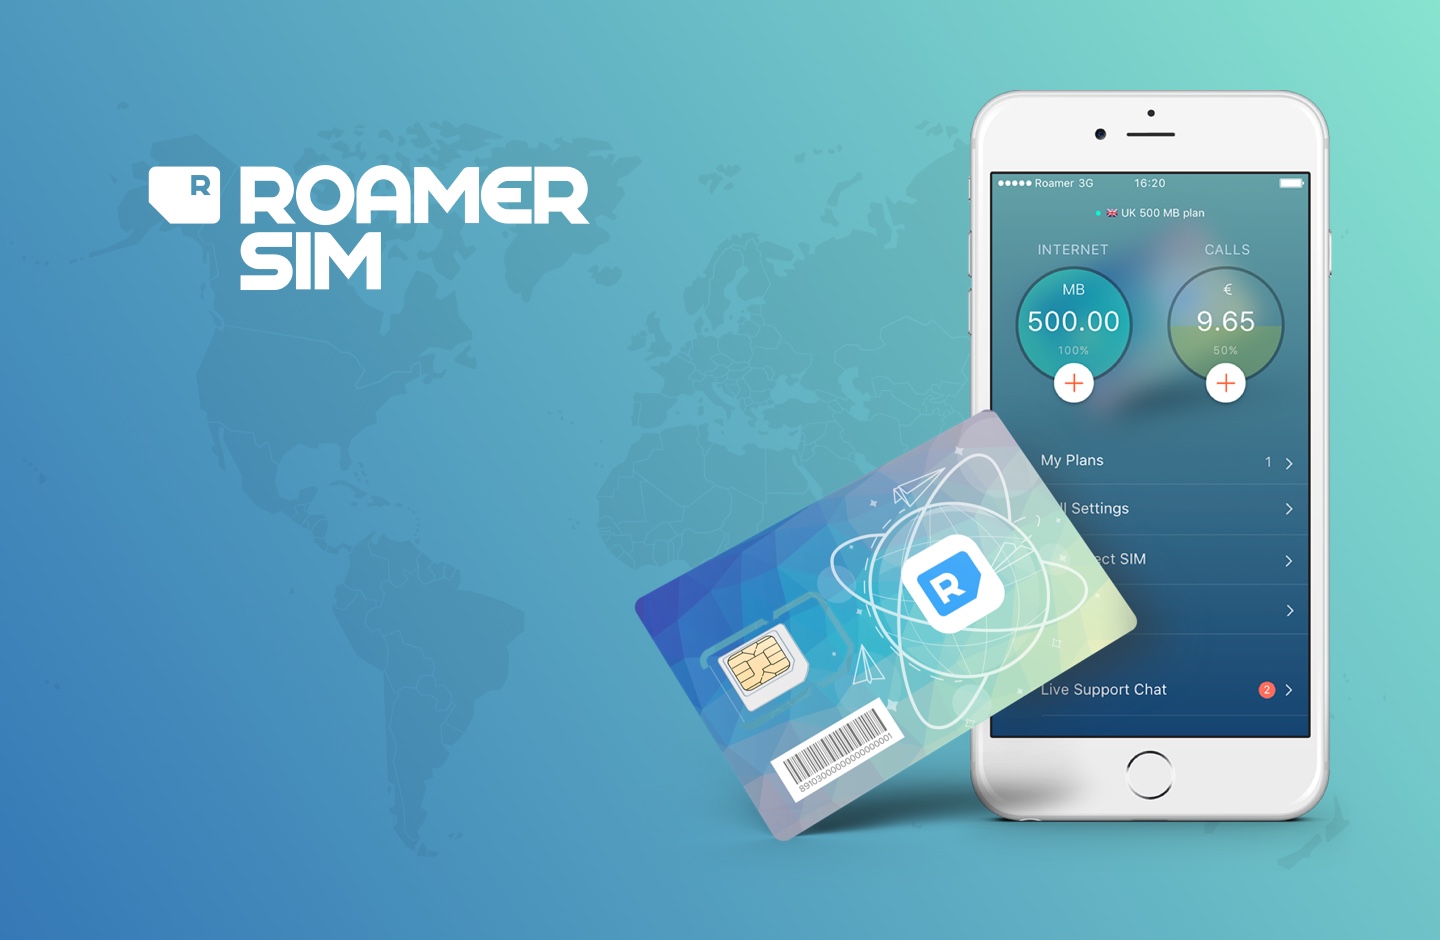 R
ROAMER
SIM
Roamer 3G
16:20
UK 500 MB plan
INTERNET
CALLS
MB
€
500.00
9.65
100%
50%
My Plans
1
Settings
SIM
Live Support Chat
2
R